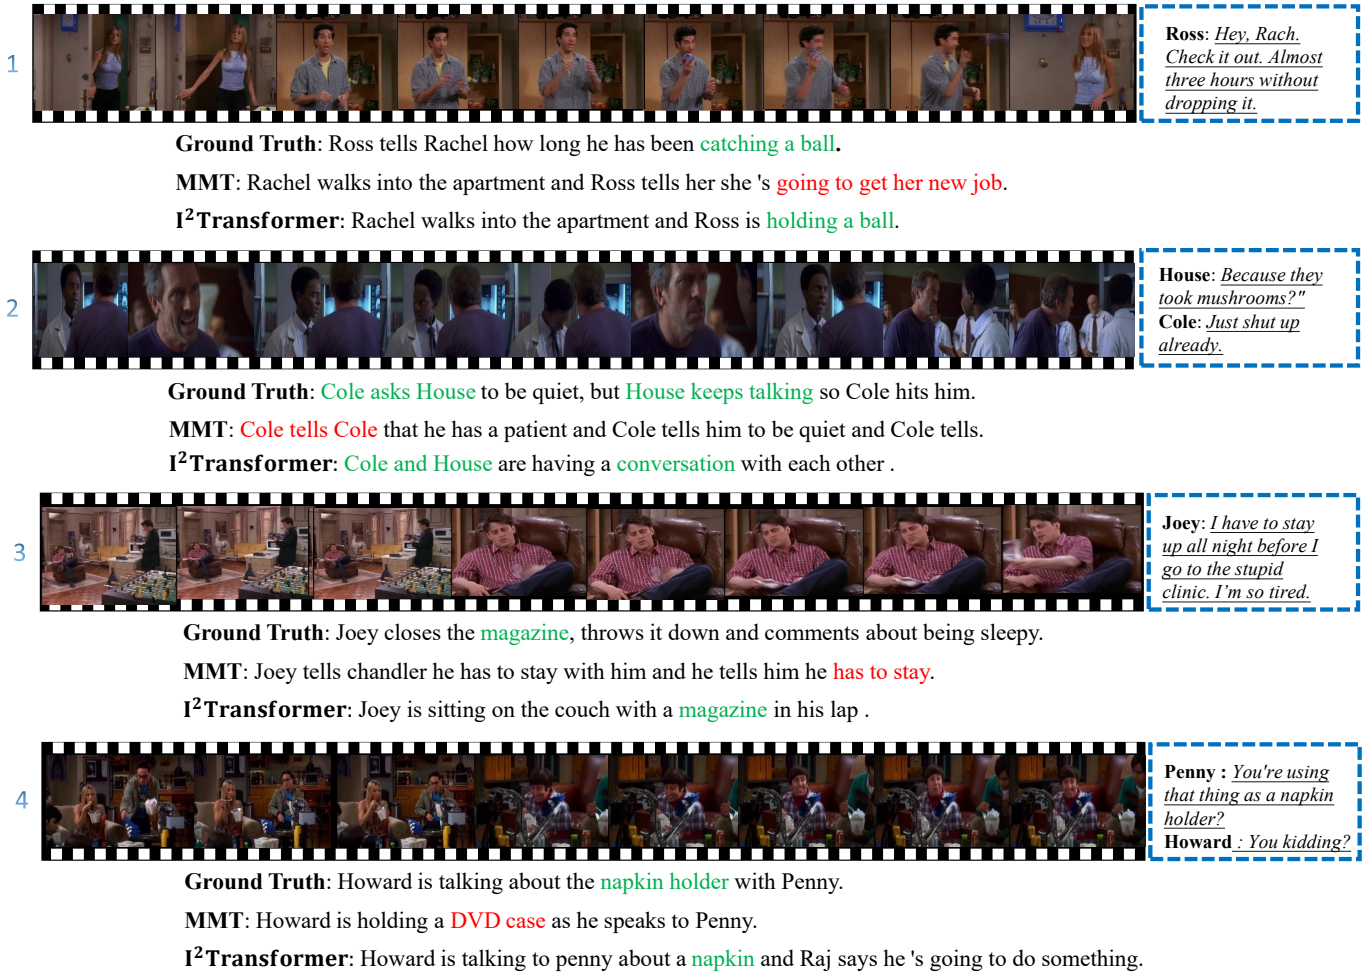 1
Ross: Hey, Rach.
Check it out. Almost
three hours without
dropping it.
Ground Truth: Ross tells Rachel how long he has been catching a ball.
MMT: Rachel walks into the apartment and Ross tells her she 's going to get her new job.
I²Transformer: Rachel walks into the apartment and Ross is holding a ball.
2
House: Because they
took mushrooms?"
Cole: Just shut up
already.
Ground Truth: Cole asks House to be quiet, but House keeps talking so Cole hits him.
MMT: Cole tells Cole that he has a patient and Cole tells him to be quiet and Cole tells.
I²Transformer: Cole and House are having a conversation with each other .
3
Joey: I have to stay
up all night before I
go to the stupid
clinic. I'm so tired.
Ground Truth: Joey closes the magazine, throws it down and comments about being sleepy.
MMT: Joey tells chandler he has to stay with him and he tells him he has to stay.
I²Transformer: Joey is sitting on the couch with a magazine in his lap .
4
Penny : You're using
that thing as a napkin
holder?
Howard : You kidding?
Ground Truth: Howard is talking about the napkin holder with Penny.
MMT: Howard is holding a DVD case as he speaks to Penny.
I²Transformer: Howard is talking to penny about a napkin and Raj says he 's going to do something.